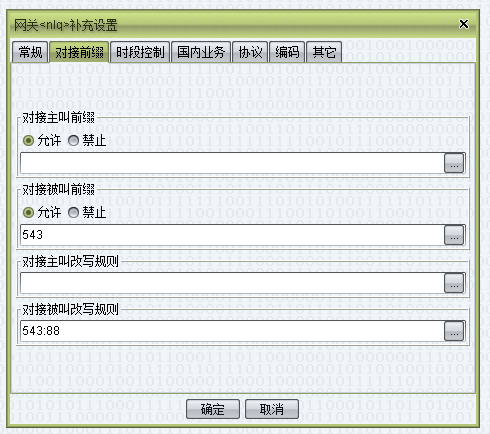 网关<nlq>补充设置
常规 对接前缀 时段控制 国内业务 协议 编码 其它
对接主叫前缀
允许 禁止
...
对接被叫前缀
允许 禁止
543 ...
对接主叫改写规则
...
对接被叫改写规则
543:88 ...
确定 取消